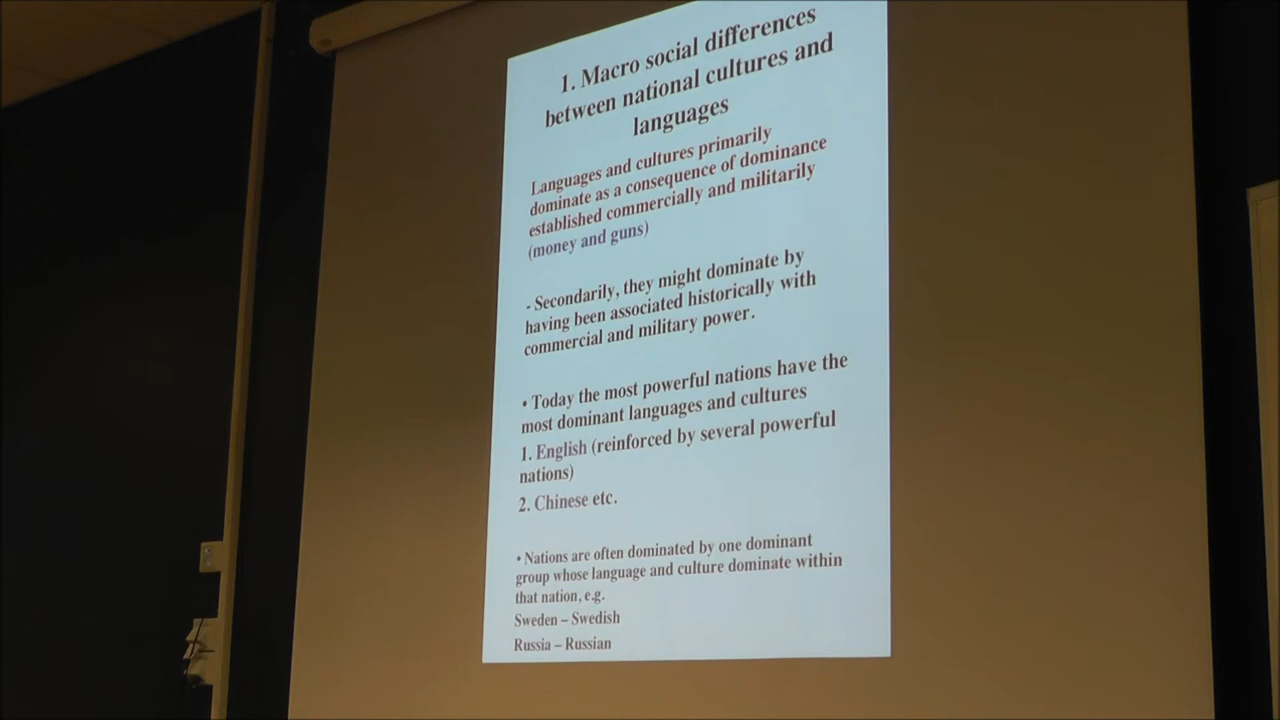 1. Macro social differences
between national cultures and
languages
Languages and cultures primarily
dominate as a consequence of dominance
established commercially and militarily
(money and guns)
- Secondarily, they might dominate by
having been associated historically with
commercial and military power.
• Today the most powerful nations have the
most dominant languages and cultures
1. English (reinforced by several powerful
nations)
2. Chinese etc.
• Nations are often dominated by one dominant
group whose language and culture dominate within
that nation, e.g.
Sweden – Swedish
Russia – Russian